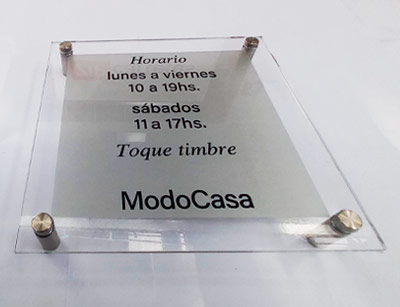 Horario
lunes a viernes
10 a 19hs.
sábados
11 a 17hs.
Toque timbre
ModoCasa